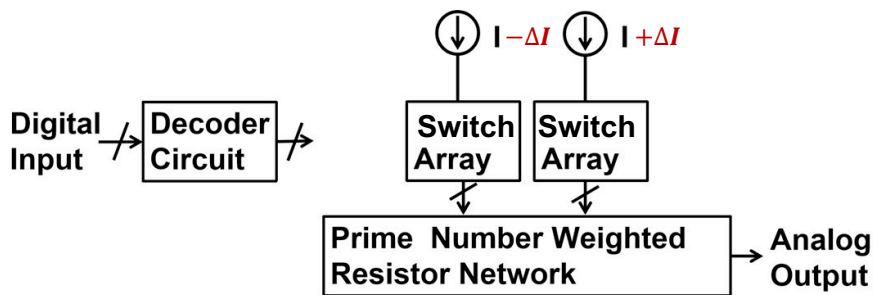 I −ΔI
I +ΔI
Digital
Input
Decoder
Circuit
Switch
Array
Switch
Array
Prime Number Weighted
Resistor Network
Analog
Output